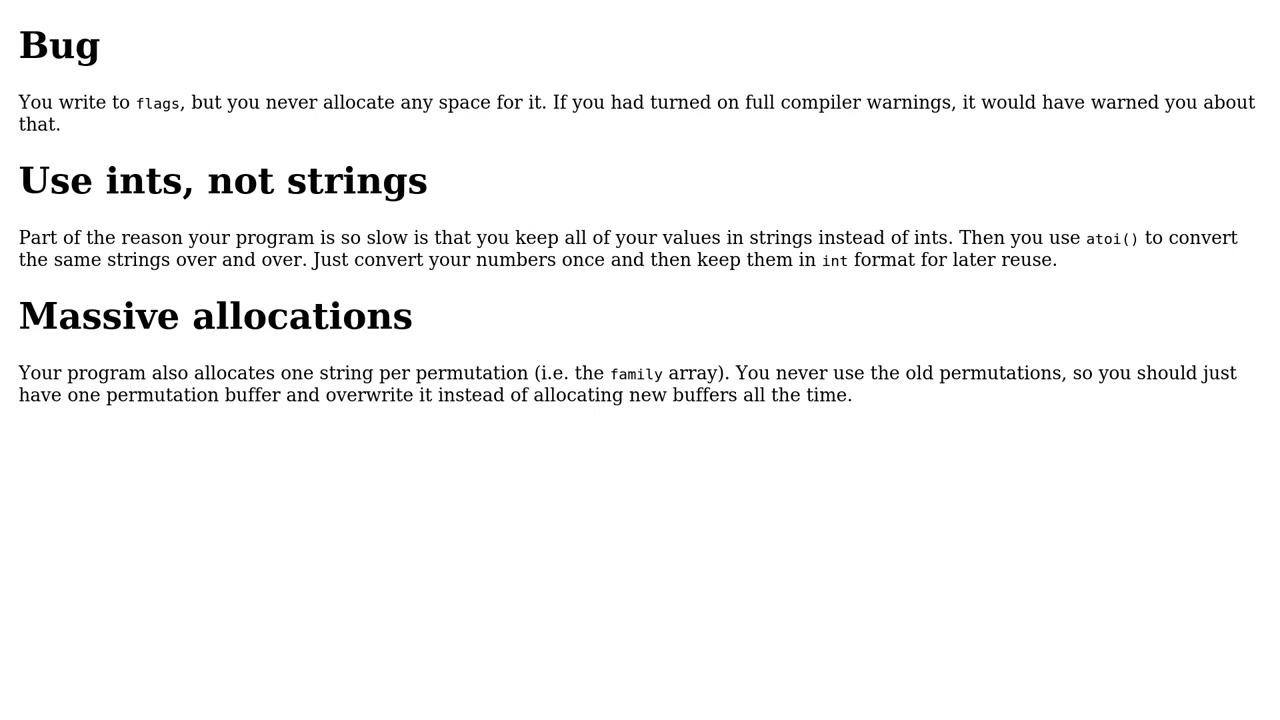 Bug
You write to flags, but you never allocate any space for it. If you had turned on full compiler warnings, it would have warned you about
that.
Use ints, not strings
Part of the reason your program is so slow is that you keep all of your values in strings instead of ints. Then you use atoi() to convert
the same strings over and over. Just convert your numbers once and then keep them in int format for later reuse.
Massive allocations
Your program also allocates one string per permutation (i.e. the family array). You never use the old permutations, so you should just
have one permutation buffer and overwrite it instead of allocating new buffers all the time.